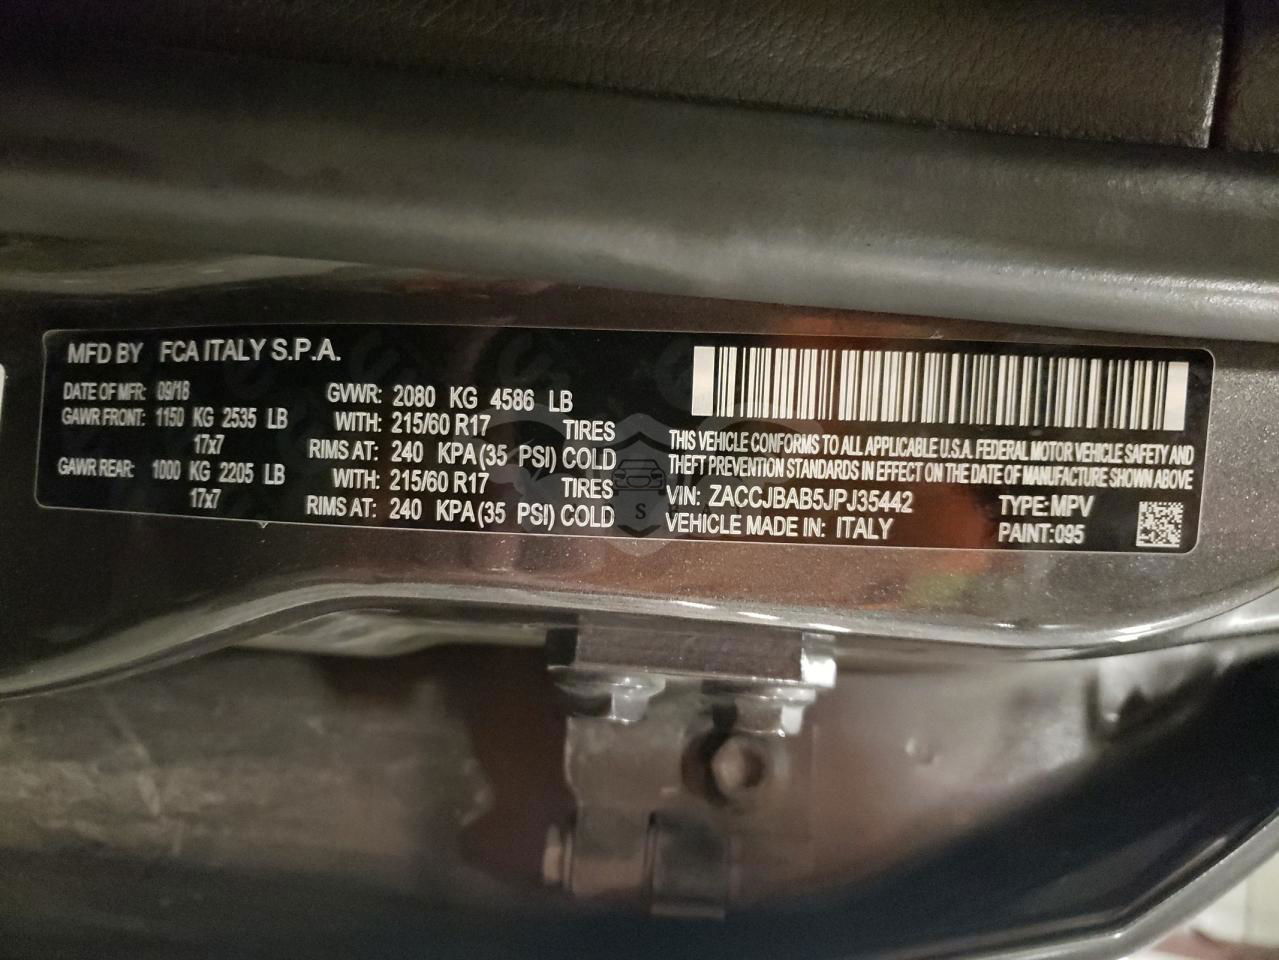 MFD BY FCA ITALY S.P.A.
DATE OF MFR: 09/18 GVWR: 2080 KG 4586 LB
GAWR FRONT: 1150 KG 2535 LB WITH: 215/60 R17 TIRES
17x7 RIMS AT: 240 KPA (35 PSI) COLD
GAWR REAR: 1000 KG 2205 LB WITH: 215/60 R17 TIRES
17x7 RIMS AT: 240 KPA (35 PSI) COLD
THIS VEHICLE CONFORMS TO ALL APPLICABLE U.S.A. FEDERAL MOTOR VEHICLE SAFETY AND
THEFT PREVENTION STANDARDS IN EFFECT ON THE DATE OF MANUFACTURE SHOWN ABOVE
VIN: ZACCJBAB5JPJ35442 TYPE: MPV
VEHICLE MADE IN: ITALY PAINT: 095
S